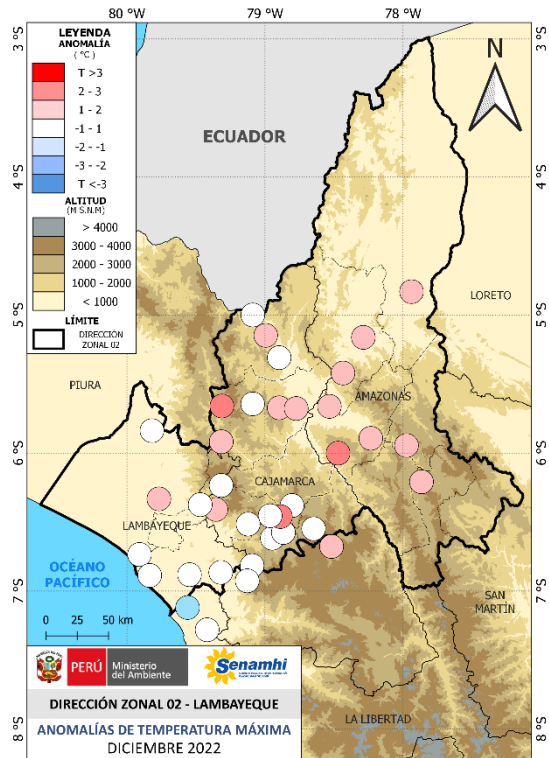 80 °W 79 °W 78 °W
3 °S
4 °S
5 °S
6 °S
7 °S
8 °S
LEYENDA
ANOMALÍA
( °C )
T >3
2 - 3
1 - 2
-1 - 1
-2 - -1
-3 - -2
T <-3
ALTITUD
(M S.N.M)
> 4000
3000 - 4000
2000 - 3000
1000 - 2000
< 1000
LÍMITE
DIRECCIÓN
ZONAL 02
N
ECUADOR
LORETO
PIURA
AMAZONAS
CAJAMARCA
LAMBAYEQUE
OCÉANO
PACÍFICO
SAN
MARTÍN
LA LIBERTAD
0 25 50 km
PERÚ Ministerio
del Ambiente
Senamhi
DIRECCIÓN ZONAL 02 - LAMBAYEQUE
ANOMALÍAS DE TEMPERATURA MÁXIMA
DICIEMBRE 2022